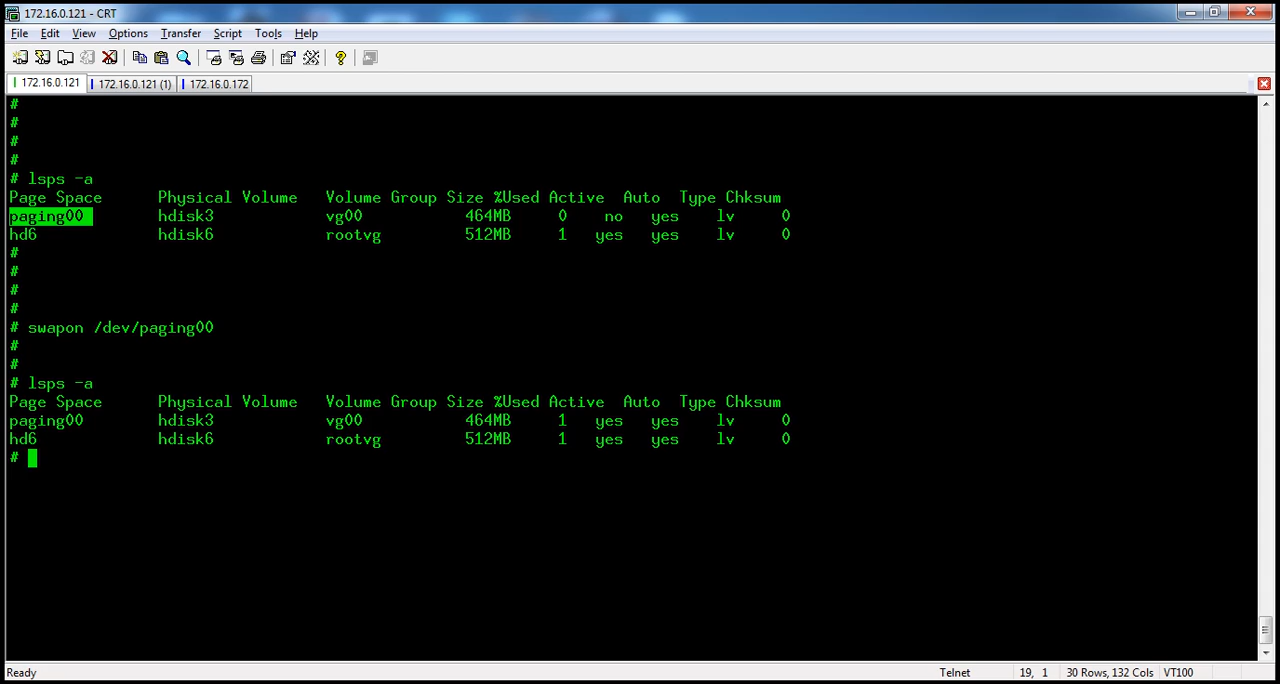 172.16.0.121 - CRT
File Edit View Options Transfer Script Tools Help
172.16.0.121 172.16.0.121 (1) 172.16.0.172
#
#
#
#
# lsps -a
Page Space Physical Volume Volume Group Size %Used Active Auto Type Chksum
paging00 hdisk3 vg00 464MB 0 no yes lv 0
hd6 hdisk6 rootvg 512MB 1 yes yes lv 0
#
#
#
#
# swapon /dev/paging00
#
#
# lsps -a
Page Space Physical Volume Volume Group Size %Used Active Auto Type Chksum
paging00 hdisk3 vg00 464MB 1 yes yes lv 0
hd6 hdisk6 rootvg 512MB 1 yes yes lv 0
#
Ready Telnet 19, 1 30 Rows, 132 Cols VT100